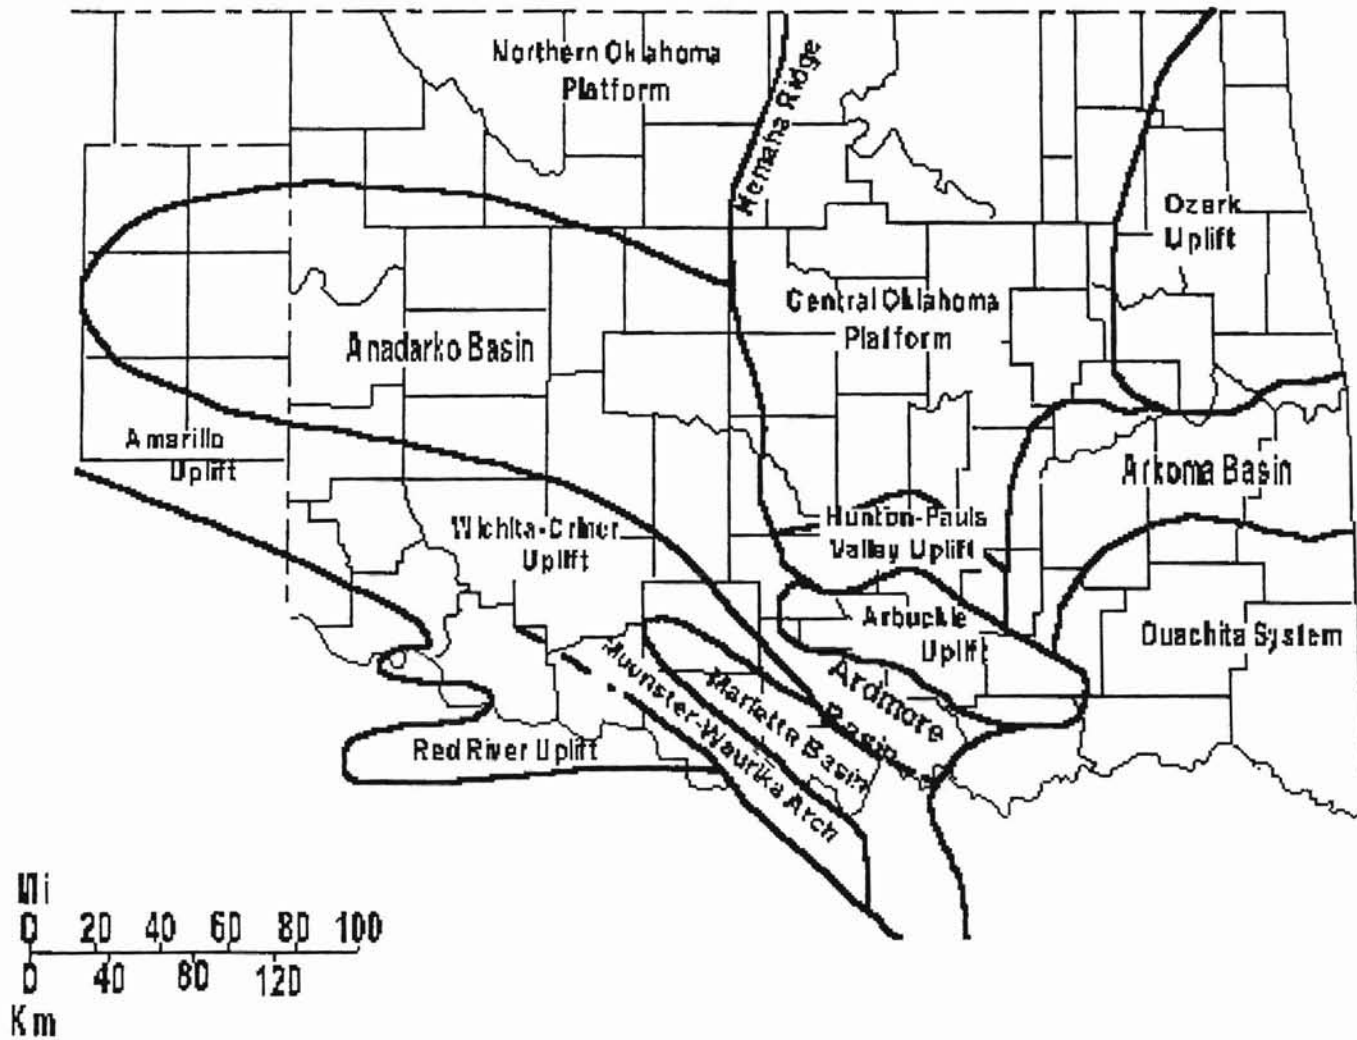 Northern Oklahoma
Platform
Nemaha Ridge
Ozark
Uplift
Central Oklahoma
Platform
Anadarko Basin
Amarillo
Uplift
Arkoma Basin
Wichita-Criner
Uplift
Hunton-Pauls
Valley Uplift
Arbuckle
Uplift
Ouachita System
Ardmore
Basin
Marietta Basin
Muenster-Waurika Arch
Red River Uplift
Mi
0 20 40 60 80 100
0 40 80 120
Km